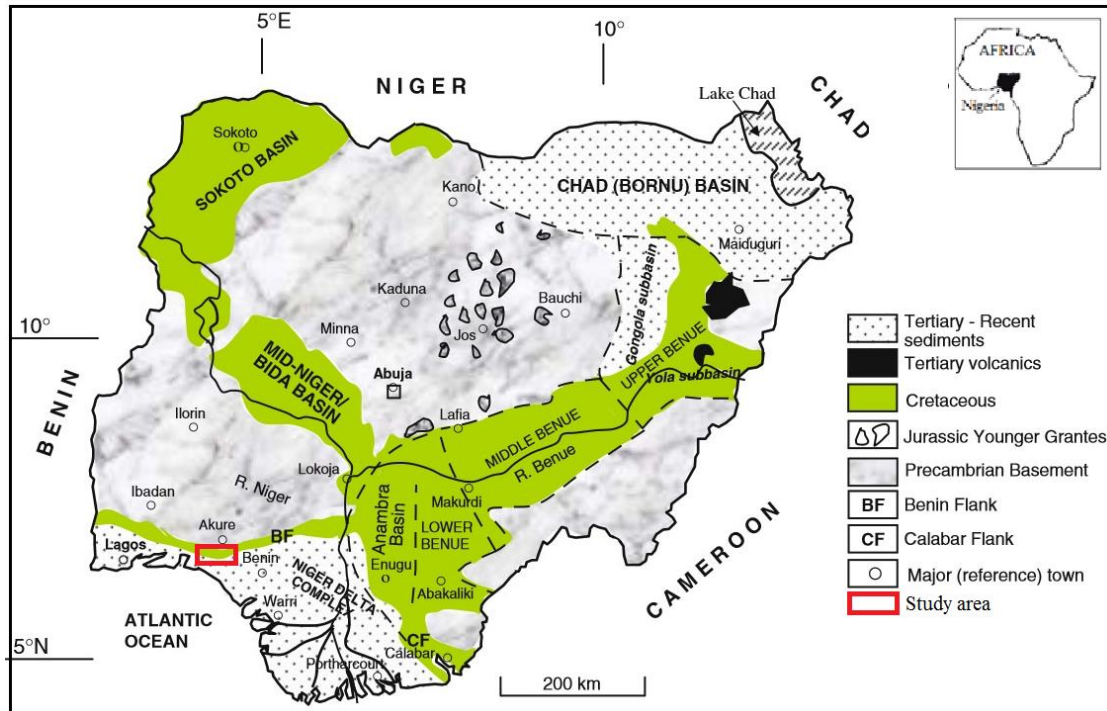 5°E
10°
AFRICA
Nigeria
NIGER
CHAD
Lake Chad
Sokoto
SOKOTO BASIN
Kano
CHAD (BORNU) BASIN
Maiduguri
Kaduna
Bauchi
Gongola subbasin
10°
Minna
Jos
UPPER BENUE
MID-NIGER/
BIDA BASIN
Abuja
Yola subbasin
BENIN
Ilorin
Lafia
MIDDLE BENUE
R. Benue
Lokoja
R. Niger
Ibadan
Makurdi
Anambra
Basin
Akure
BF
LOWER
BENUE
Lagos
Benin
Enugu
NIGER DELTA
COMPLEX
Abakaliki
CAMEROON
Warri
ATLANTIC
OCEAN
CF
5°N
Calabar
Portharcourt
200 km
Tertiary - Recent
sediments
Tertiary volcanics
Cretaceous
Jurassic Younger Grantes
Precambrian Basement
BF
Benin Flank
CF
Calabar Flank
Major (reference) town
Study area